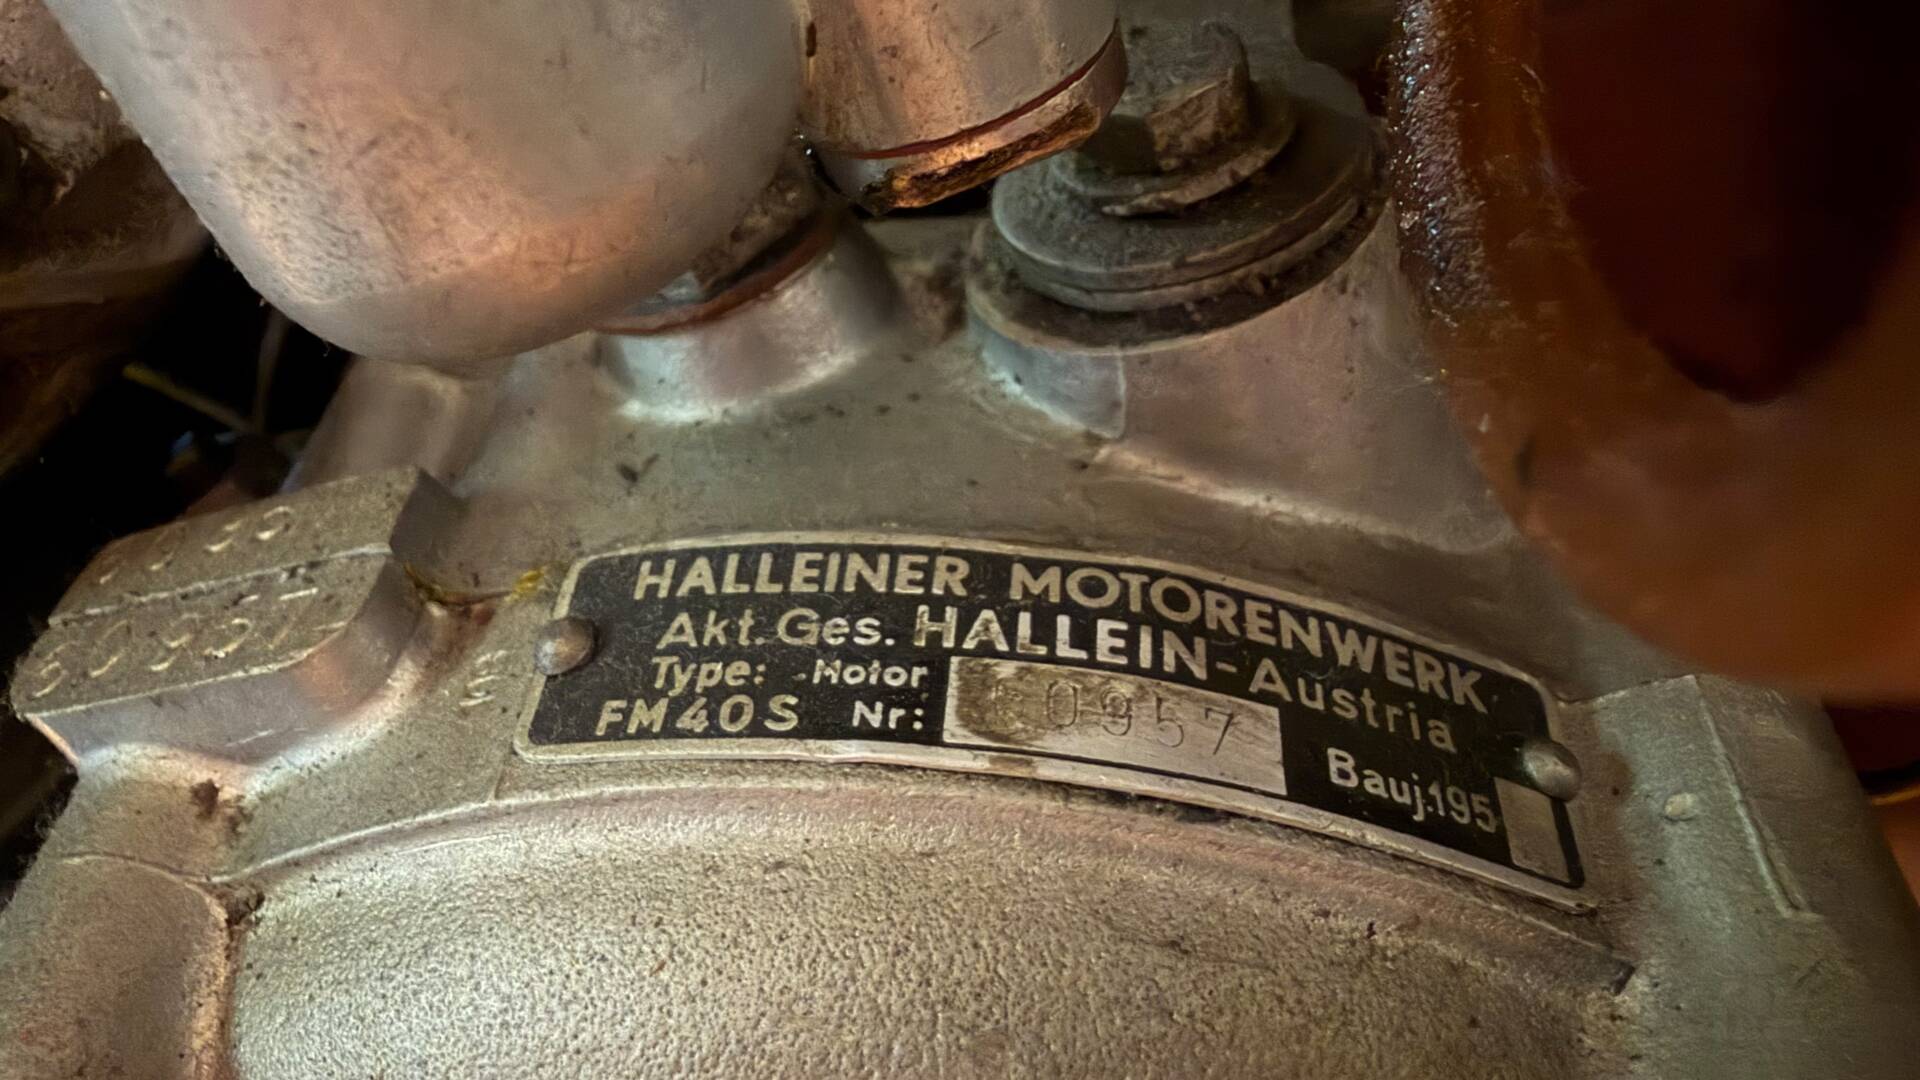 HALLEINER MOTORENWERK
Akt. Ges. HALLEIN-Austria
Type: Motor
FM40S Nr: 60957
Bauj.195